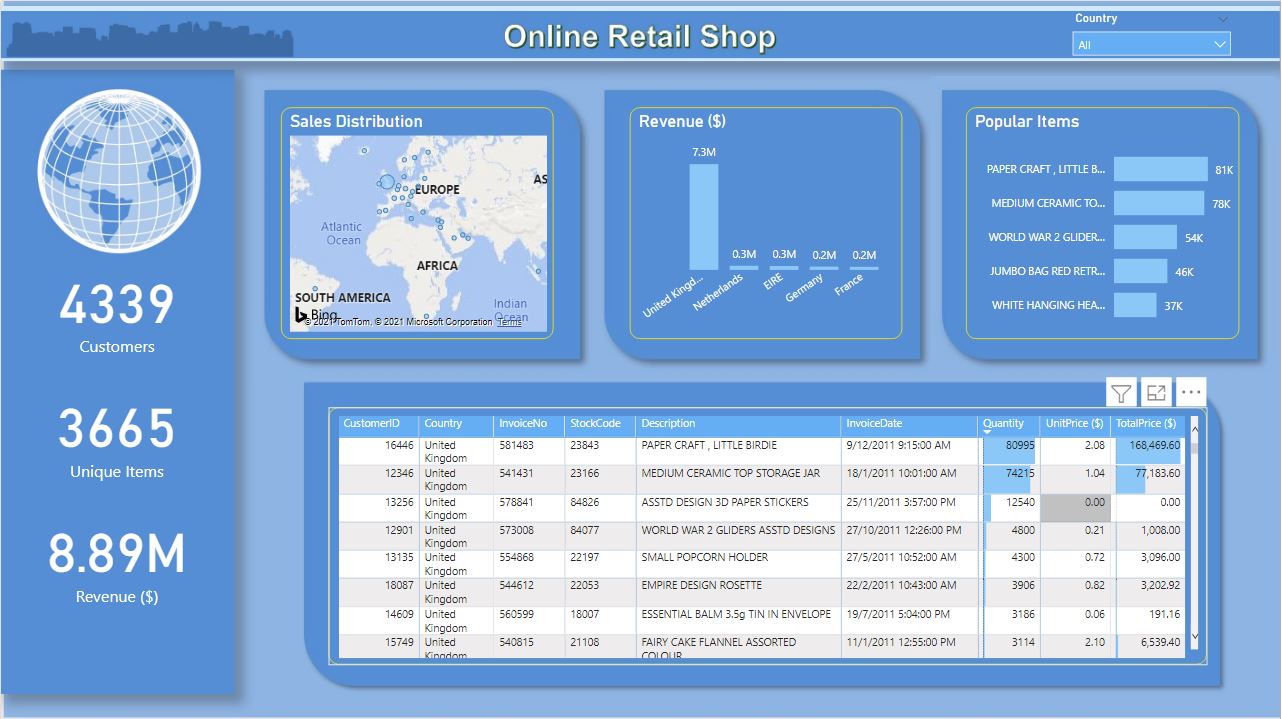 Online Retail Shop
Country
All
4339
Customers
3665
Unique Items
8.89M
Revenue ($)
Sales Distribution
EUROPE
AS
Atlantic
Ocean
AFRICA
SOUTH AMERICA
Indian
Ocean
Bing
© 2021 TomTom, © 2021 Microsoft Corporation Terms
Revenue ($)
7.3M
0.3M 0.3M 0.2M 0.2M
United Kingd... Netherlands EIRE Germany France
Popular Items
PAPER CRAFT , LITTLE B... 81K
MEDIUM CERAMIC TO... 78K
WORLD WAR 2 GLIDER... 54K
JUMBO BAG RED RETR... 46K
WHITE HANGING HEA... 37K
CustomerID Country InvoiceNo StockCode Description InvoiceDate Quantity UnitPrice ($) TotalPrice ($)
16446 United 581483 23843 PAPER CRAFT , LITTLE BIRDIE 9/12/2011 9:15:00 AM 80995 2.08 168,469.60
Kingdom
12346 United 541431 23166 MEDIUM CERAMIC TOP STORAGE JAR 18/1/2011 10:01:00 AM 74215 1.04 77,183.60
Kingdom
13256 United 578841 84826 ASSTD DESIGN 3D PAPER STICKERS 25/11/2011 3:57:00 PM 12540 0.00 0.00
Kingdom
12901 United 573008 84077 WORLD WAR 2 GLIDERS ASSTD DESIGNS 27/10/2011 12:26:00 PM 4800 0.21 1,008.00
Kingdom
13135 United 554868 22197 SMALL POPCORN HOLDER 27/5/2011 10:52:00 AM 4300 0.72 3,096.00
Kingdom
18087 United 544612 22053 EMPIRE DESIGN ROSETTE 22/2/2011 10:43:00 AM 3906 0.82 3,202.92
Kingdom
14609 United 560599 18007 ESSENTIAL BALM 3.5g TIN IN ENVELOPE 19/7/2011 5:04:00 PM 3186 0.06 191.16
Kingdom
15749 United 540815 21108 FAIRY CAKE FLANNEL ASSORTED 11/1/2011 12:55:00 PM 3114 2.10 6,539.40
Kingdom COLOUR